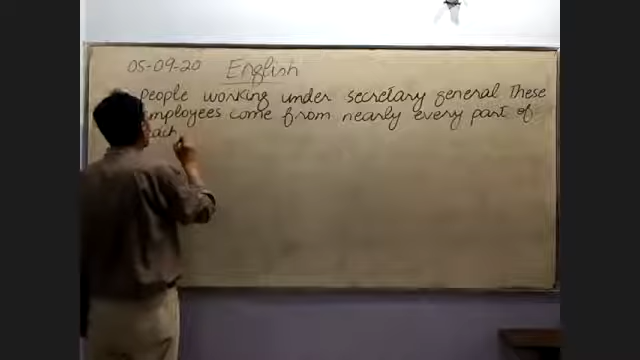 05-09-20 English
People working under secretary general These
employees come from nearly every part of
each